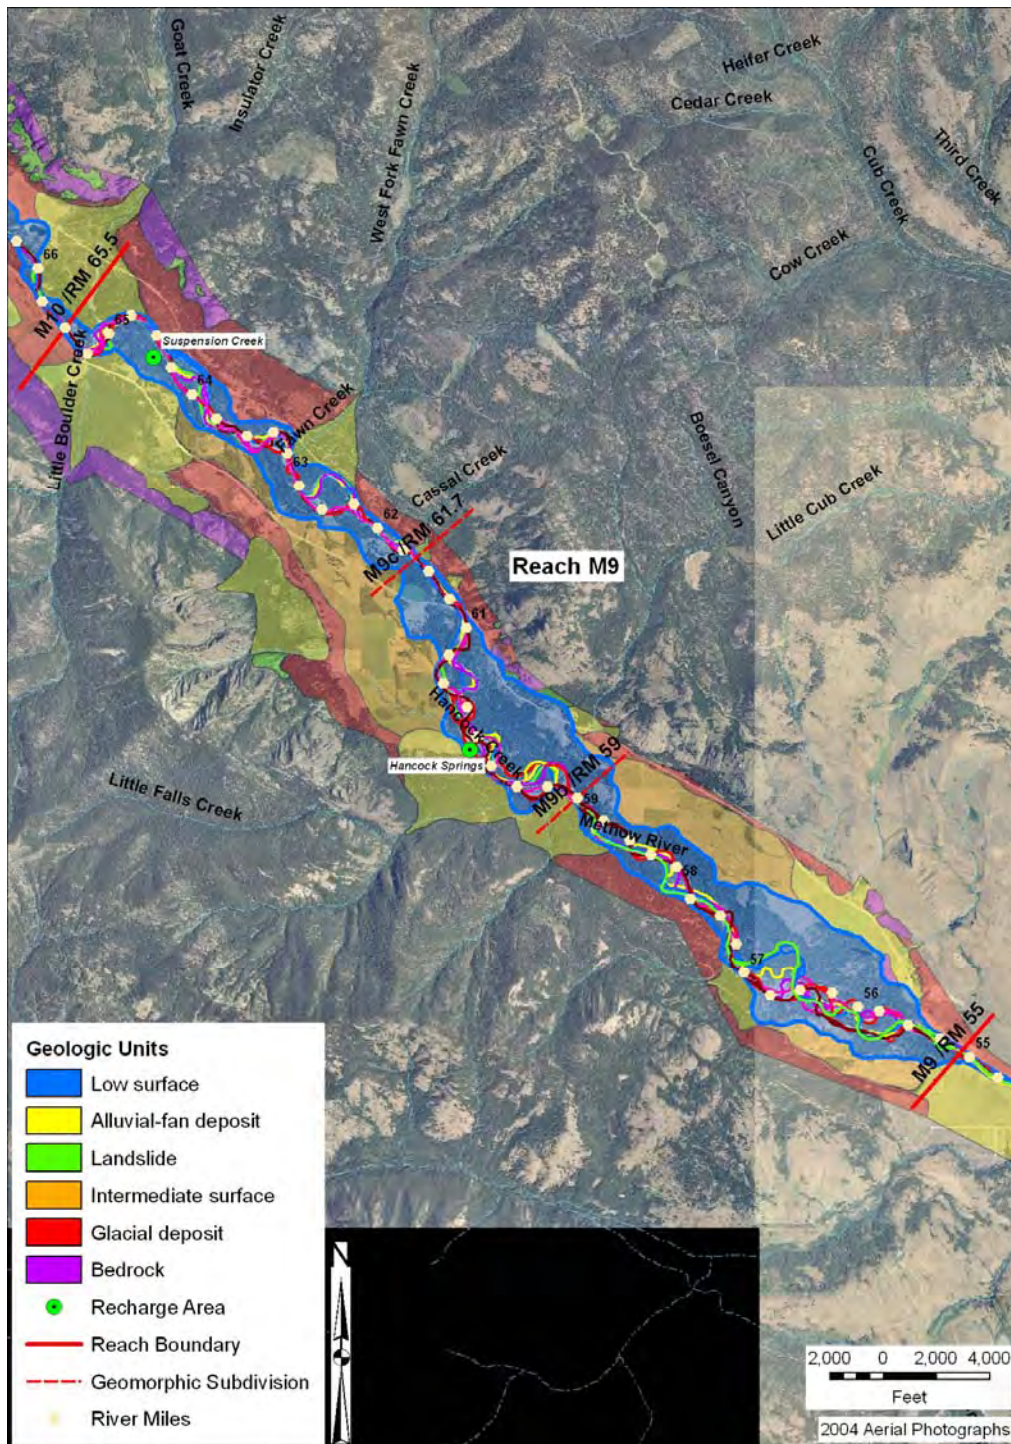 Goat Creek
Insulator Creek
West Fork Fawn Creek
Heifer Creek
Cedar Creek
Third Creek
Cub Creek
Cow Creek
66
M10 /RM 65.5
65
Suspension Creek
64
Little Boulder Creek
Fawn Creek
63
Cassal Creek
Boesel Canyon
Little Cub Creek
62
M9c /RM 61.7
Reach M9
61
Hancock Creek
Hancock Springs
M9b /RM 59
59
Little Falls Creek
Methow River
58
57
56
M9 /RM 55
55
Geologic Units
Low surface
Alluvial-fan deposit
Landslide
Intermediate surface
Glacial deposit
Bedrock
Recharge Area
Reach Boundary
Geomorphic Subdivision
River Miles
N
2,000 0 2,000 4,000
Feet
2004 Aerial Photographs